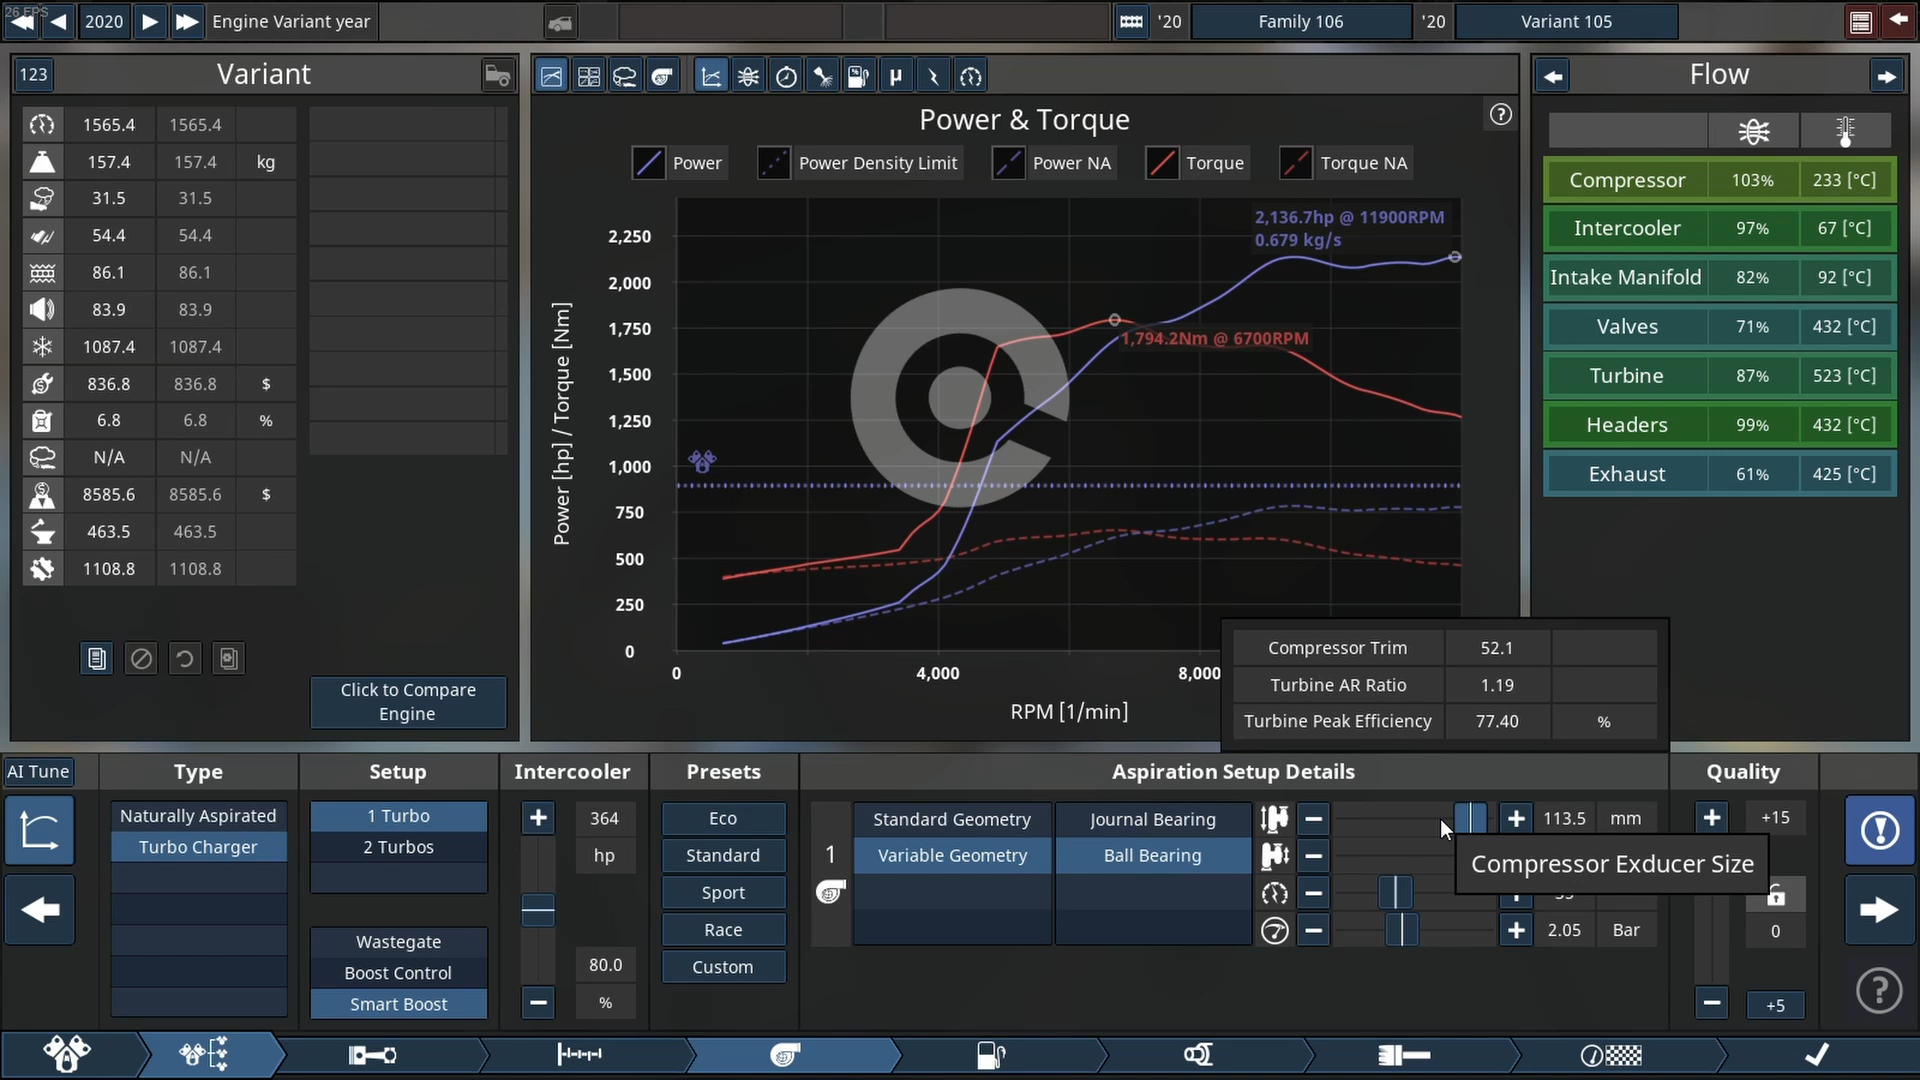 26 FPS
2020
Engine Variant year
'20
Family 106
'20
Variant 105
123
Variant
1565.4 1565.4
157.4 157.4 kg
31.5 31.5
54.4 54.4
86.1 86.1
83.9 83.9
1087.4 1087.4
836.8 836.8 $
6.8 6.8 %
N/A N/A
8585.6 8585.6 $
463.5 463.5
1108.8 1108.8
Click to Compare
Engine
μ
Power & Torque
?
Power
Power Density Limit
Power NA
Torque
Torque NA
Power [hp] / Torque [Nm]
2,250
2,000
1,750
1,500
1,250
1,000
750
500
250
0
2,136.7hp @ 11900RPM
0.679 kg/s
1,794.2Nm @ 6700RPM
0
4,000
8,000
RPM [1/min]
Flow
Compressor 103% 233 [°C]
Intercooler 97% 67 [°C]
Intake Manifold 82% 92 [°C]
Valves 71% 432 [°C]
Turbine 87% 523 [°C]
Headers 99% 432 [°C]
Exhaust 61% 425 [°C]
Compressor Trim 52.1
Turbine AR Ratio 1.19
Turbine Peak Efficiency 77.40 %
AI Tune
Type
Naturally Aspirated
Turbo Charger
Setup
1 Turbo
2 Turbos
Wastegate
Boost Control
Smart Boost
Intercooler
+
364
hp
80.0
−
%
Presets
Eco
Standard
Sport
Race
Custom
Aspiration Setup Details
1
Standard Geometry
Variable Geometry
Journal Bearing
Ball Bearing
− + 113.5 mm
−
Compressor Exducer Size
− +
− + 2.05 Bar
Quality
+ +15
0
− +5
?